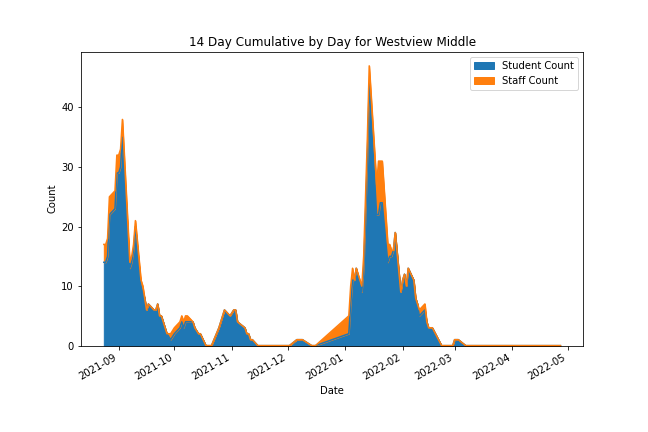 14 Day Cumulative by Day for Westview Middle
Student Count
Staff Count
Count
40
30
20
10
0
2021-09
2021-10
2021-11
2021-12
2022-01
2022-02
2022-03
2022-04
2022-05
Date